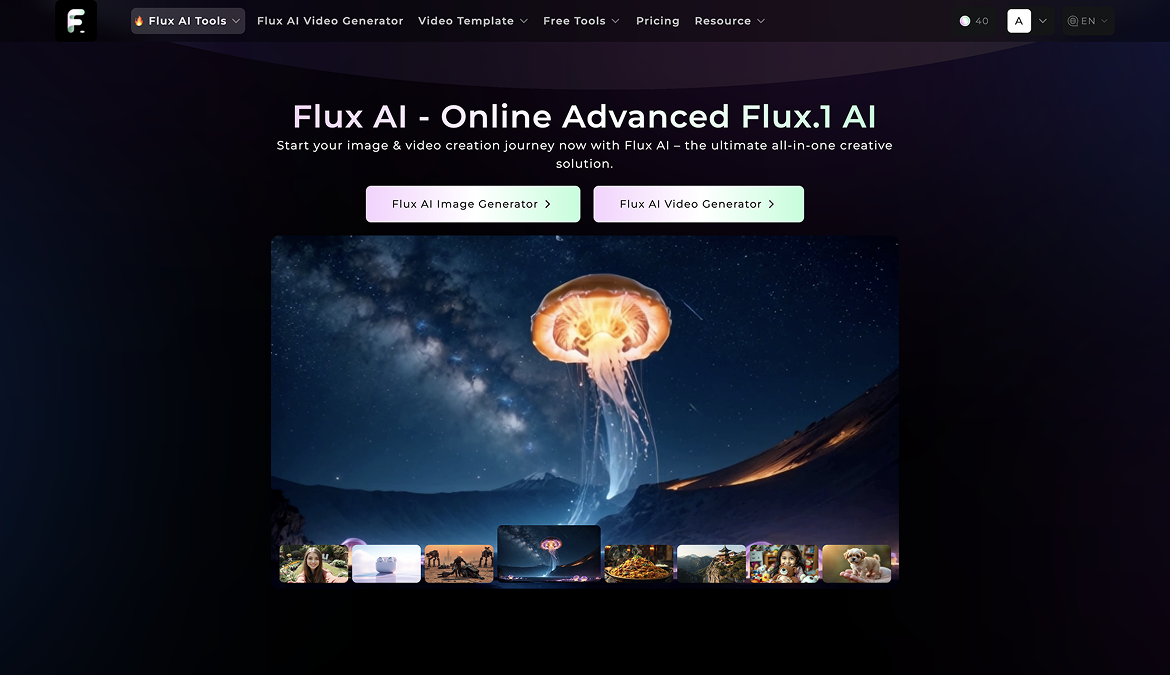 F.
Flux AI Tools
Flux AI Video Generator
Video Template
Free Tools
Pricing
Resource
40
A
EN
Flux AI - Online Advanced Flux.1 AI
Start your image & video creation journey now with Flux AI – the ultimate all-in-one creative
solution.
Flux AI Image Generator
Flux AI Video Generator